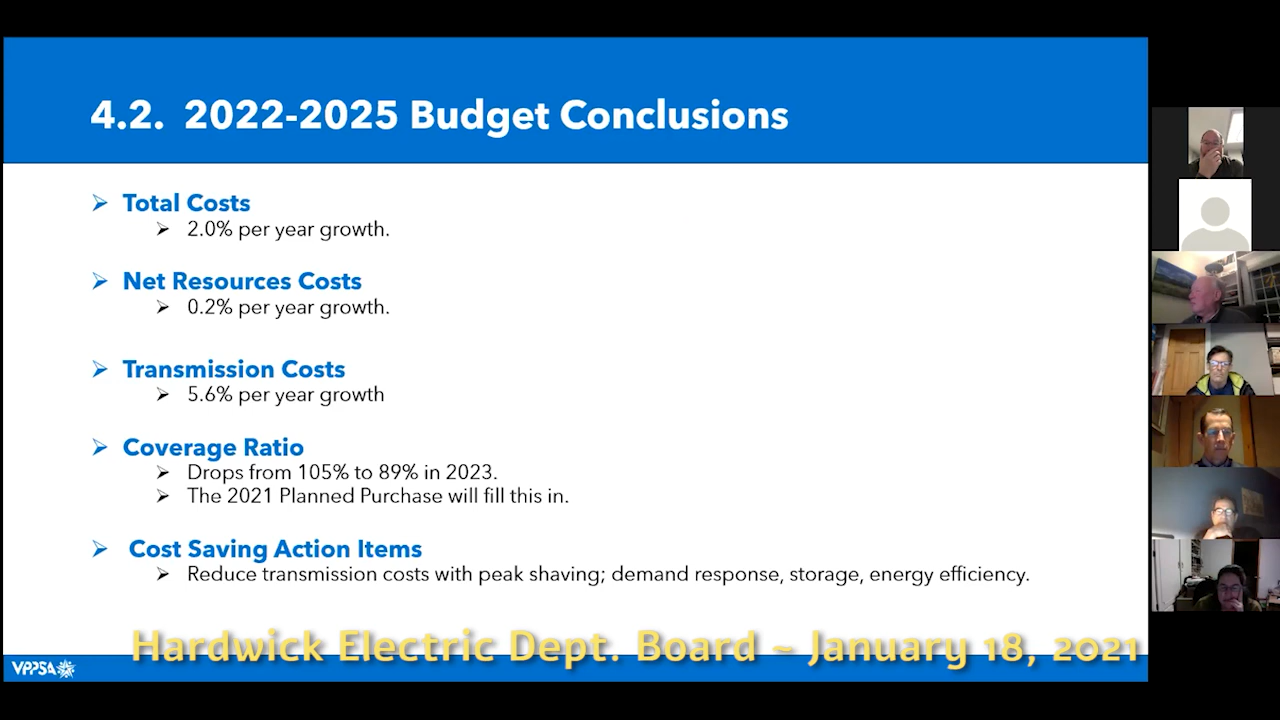 4.2. 2022-2025 Budget Conclusions
Total Costs
2.0% per year growth.
Net Resources Costs
0.2% per year growth.
Transmission Costs
5.6% per year growth
Coverage Ratio
Drops from 105% to 89% in 2023.
The 2021 Planned Purchase will fill this in.
Cost Saving Action Items
Reduce transmission costs with peak shaving; demand response, storage, energy efficiency.
Hardwick Electric Dept. Board ~ January 18, 2021
VPPSA